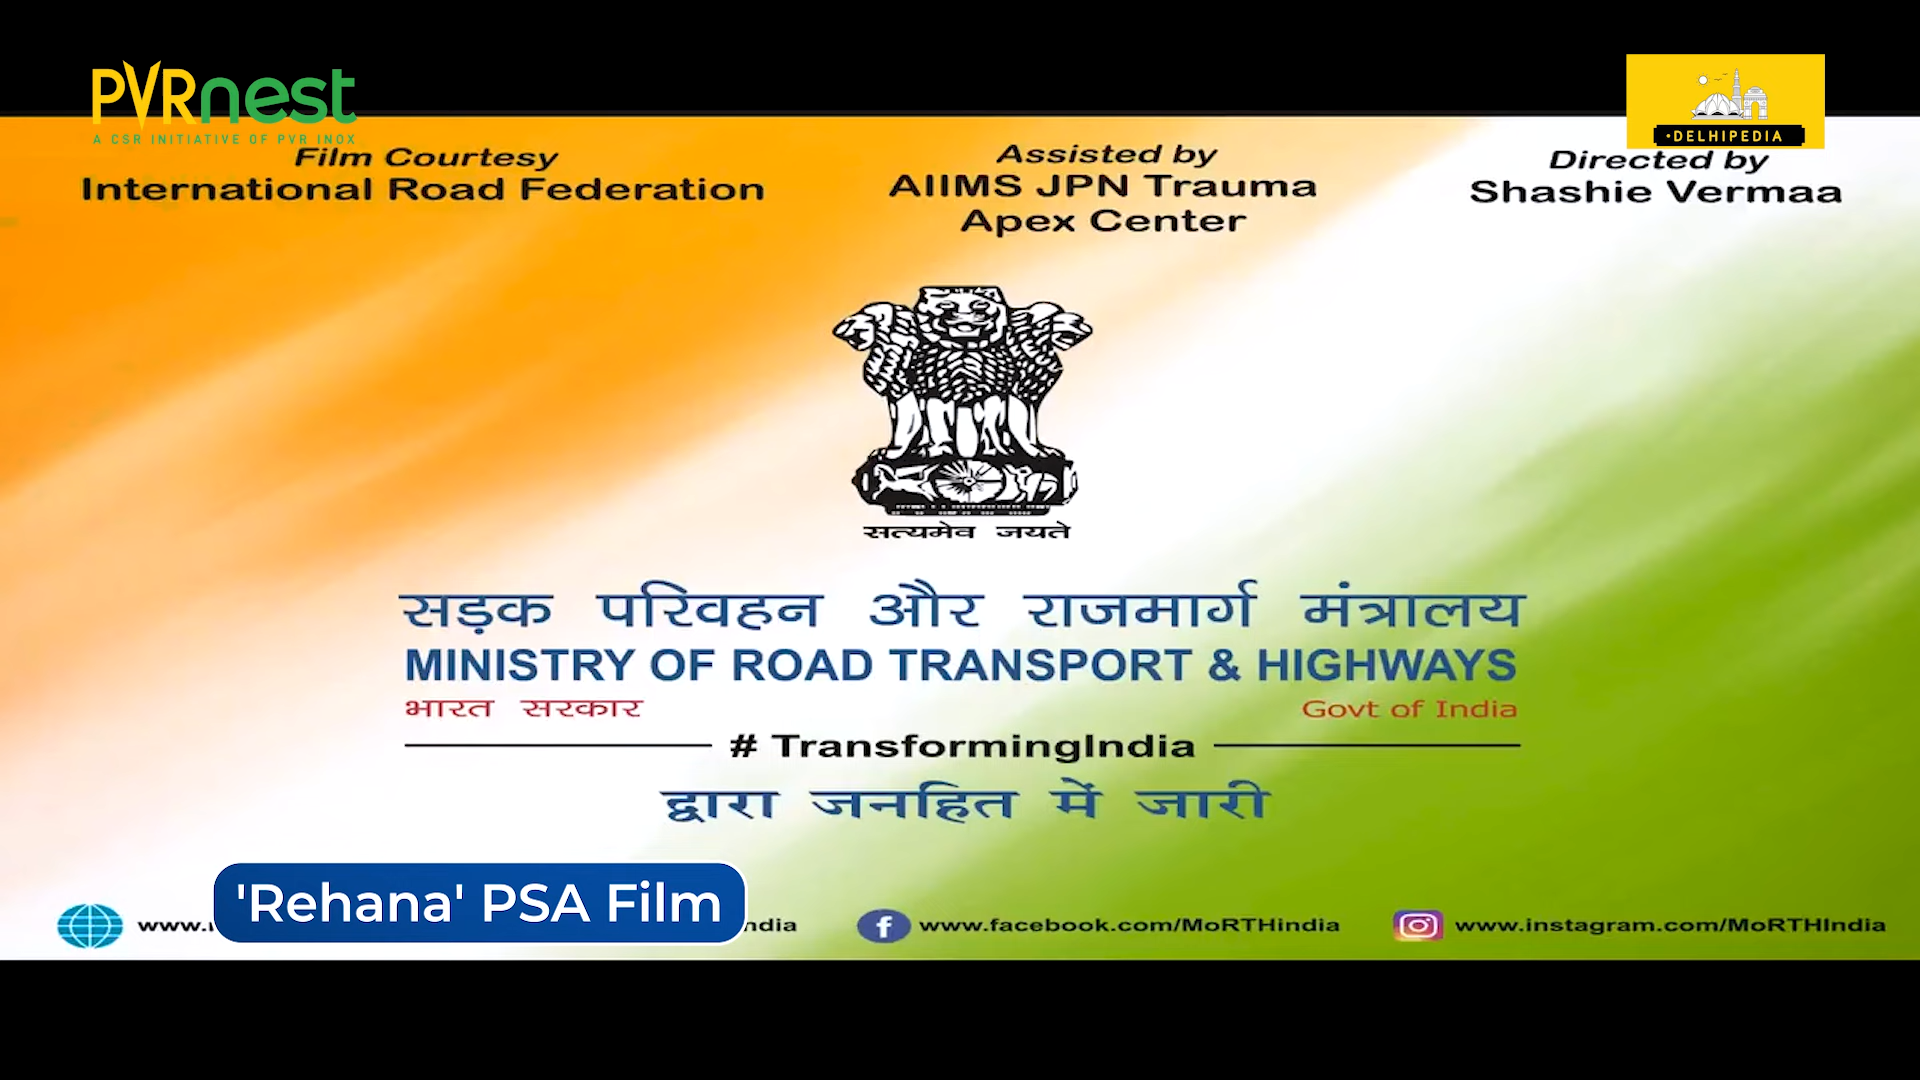 PVRnest
A CSR INITIATIVE OF PVR INOX
DELHIPEDIA
Film Courtesy
International Road Federation
Assisted by
AIIMS JPN Trauma
Apex Center
Directed by
Shashie Vermaa
सत्यमेव जयते
सड़क परिवहन और राजमार्ग मंत्रालय
MINISTRY OF ROAD TRANSPORT & HIGHWAYS
भारत सरकार
Govt of India
# TransformingIndia
द्वारा जनहित में जारी
'Rehana' PSA Film
www.facebook.com/MoRTHindia
www.instagram.com/MoRTHIndia